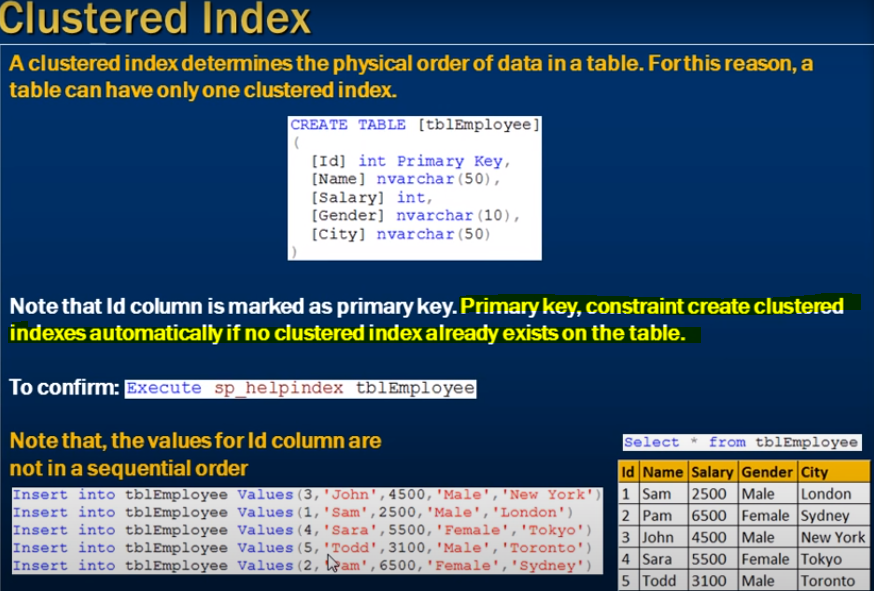 Clustered Index
A clustered index determines the physical order of data in a table. For this reason, a
table can have only one clustered index.
CREATE TABLE [tblEmployee]
(
[Id] int Primary Key,
[Name] nvarchar(50),
[Salary] int,
[Gender] nvarchar(10),
[City] nvarchar(50)
)
Note that Id column is marked as primary key. Primary key, constraint create clustered
indexes automatically if no clustered index already exists on the table.
To confirm: Execute sp_helpindex tblEmployee
Note that, the values for Id column are
not in a sequential order
Insert into tblEmployee Values(3,'John',4500,'Male','New York')
Insert into tblEmployee Values(1,'Sam',2500,'Male','London')
Insert into tblEmployee Values(4,'Sara',5500,'Female','Tokyo')
Insert into tblEmployee Values(5,'Todd',3100,'Male','Toronto')
Insert into tblEmployee Values(2,'Pam',6500,'Female','Sydney')
Select * from tblEmployee
Id Name Salary Gender City
1 Sam 2500 Male London
2 Pam 6500 Female Sydney
3 John 4500 Male New York
4 Sara 5500 Female Tokyo
5 Todd 3100 Male Toronto